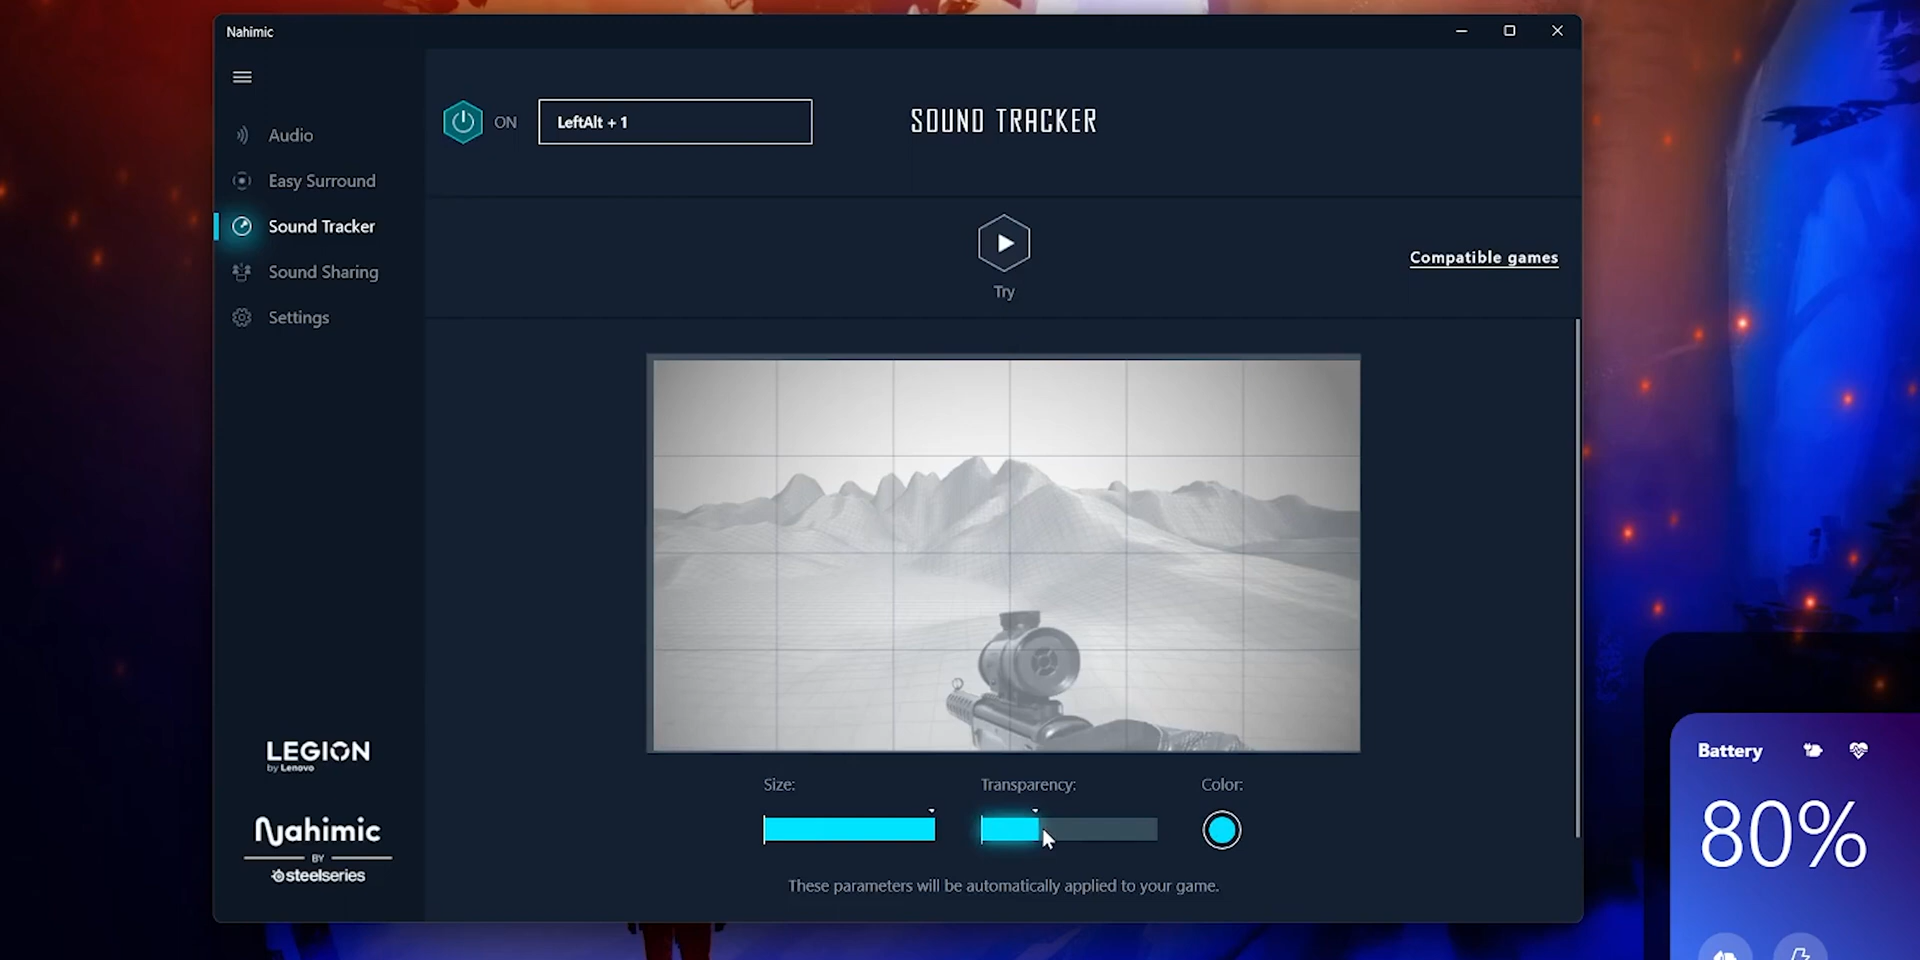 Nahimic
Audio
Easy Surround
Sound Tracker
Sound Sharing
Settings
LEGION
by Lenovo
Nahimic
BY
steelseries
ON
LeftAlt + 1
SOUND TRACKER
Try
Compatible games
Size:
Transparency:
Color:
These parameters will be automatically applied to your game.
Battery
80%